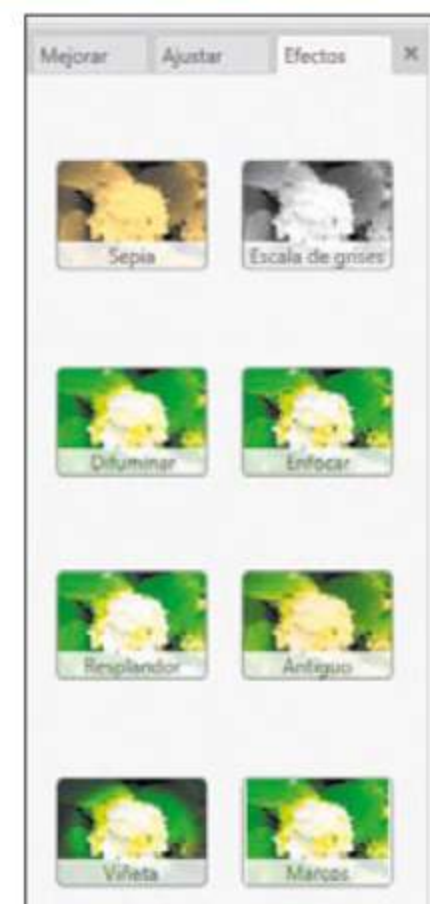 Mejorar Ajustar Efectos ×
Sepia Escala de grises
Difuminar Enfocar
Resplandor Antiguo
Viñeta Marcos